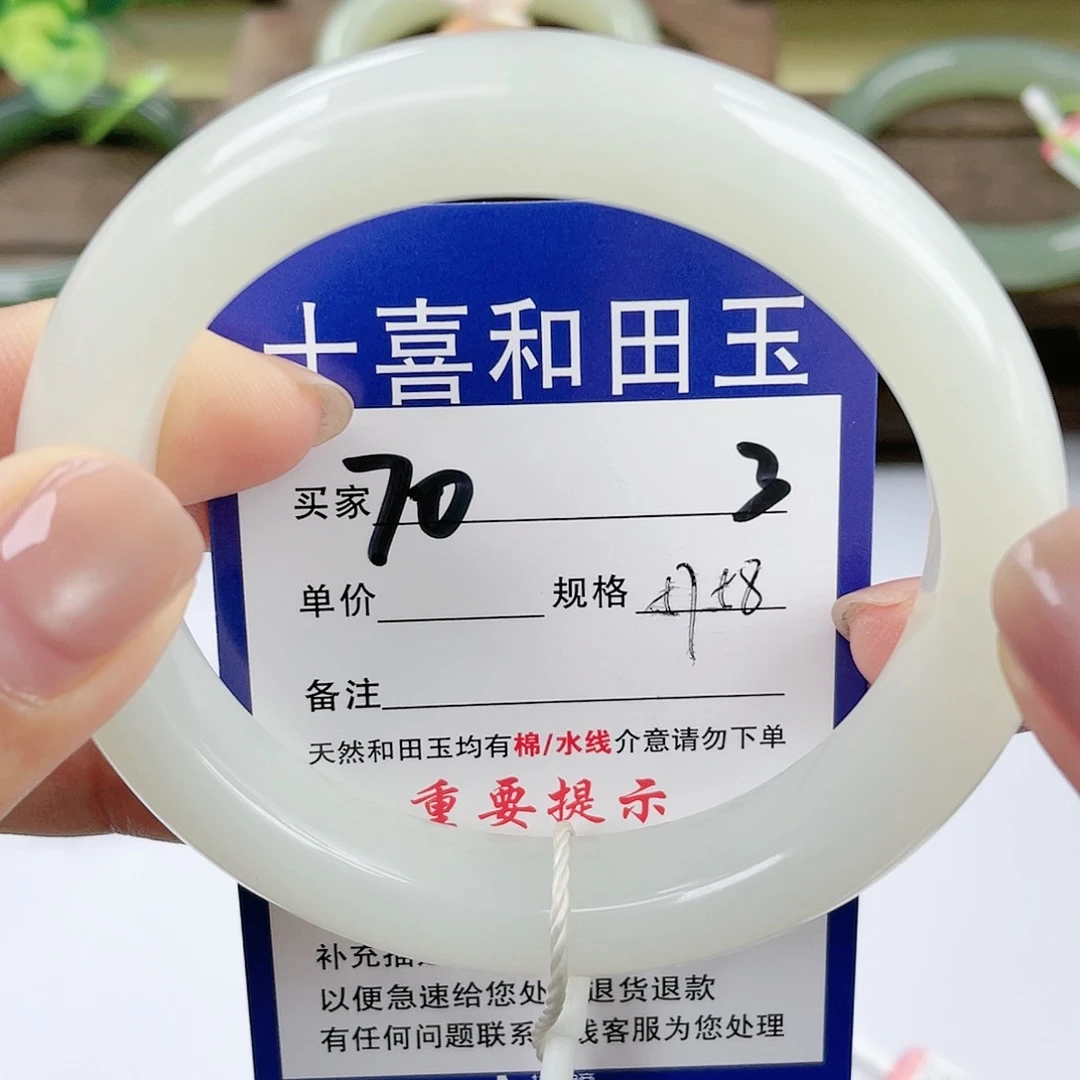 十喜和田玉
买家70 3
单价 规格
备注
天然和田玉均有棉/水线介意请勿下单
重要提示
补充
以便急速给您处 退货退款
有任何问题联系 线客服为您处理